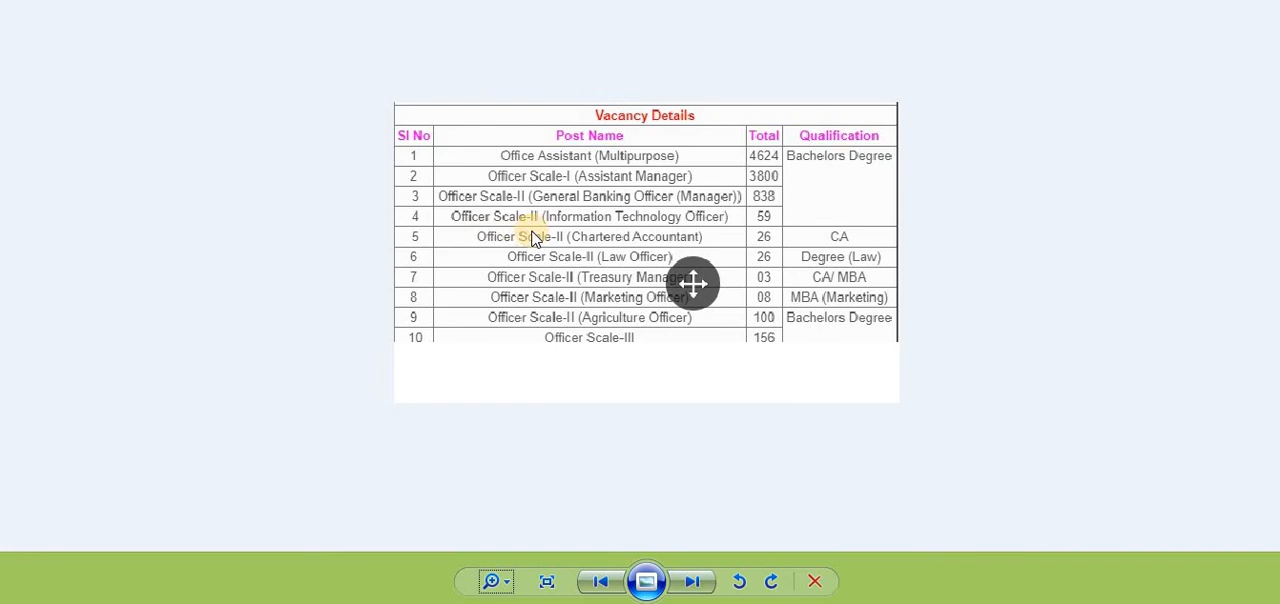 Vacancy Details
Sl No Post Name Total Qualification
1 Office Assistant (Multipurpose) 4624 Bachelors Degree
2 Officer Scale-I (Assistant Manager) 3800
3 Officer Scale-II (General Banking Officer (Manager)) 838
4 Officer Scale-II (Information Technology Officer) 59
5 Officer Scale-II (Chartered Accountant) 26 CA
6 Officer Scale-II (Law Officer) 26 Degree (Law)
7 Officer Scale-II (Treasury Manager) 03 CA/ MBA
8 Officer Scale-II (Marketing Officer) 08 MBA (Marketing)
9 Officer Scale-II (Agriculture Officer) 100 Bachelors Degree
10 Officer Scale-III 156